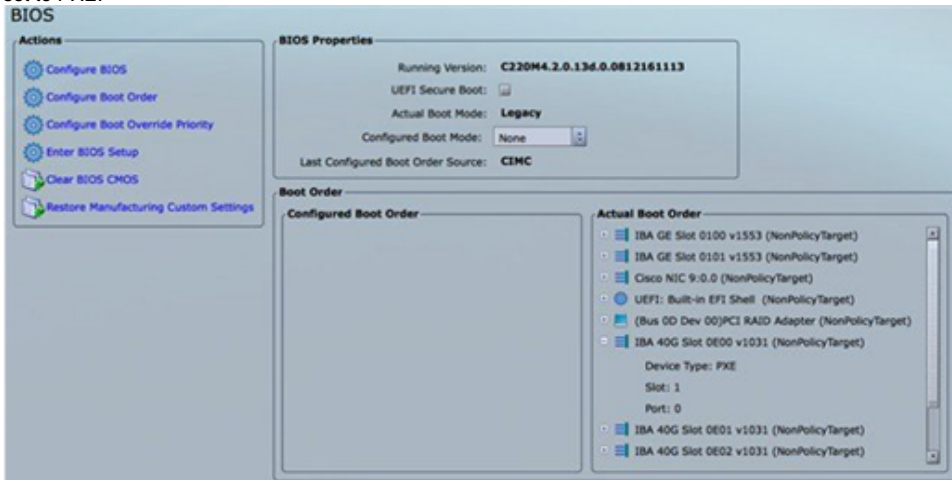 BIOS
Actions
Configure BIOS
Configure Boot Order
Configure Boot Override Priority
Enter BIOS Setup
Clear BIOS CMOS
Restore Manufacturing Custom Settings
BIOS Properties
Running Version: C220M4.2.0.13d.0.0812161113
UEFI Secure Boot:
Actual Boot Mode: Legacy
Configured Boot Mode: None
Last Configured Boot Order Source: CIMC
Boot Order
Configured Boot Order
Actual Boot Order
IBA GE Slot 0100 v1553 (NonPolicyTarget)
IBA GE Slot 0101 v1553 (NonPolicyTarget)
Cisco NIC 9:0.0 (NonPolicyTarget)
UEFI: Built-in EFI Shell (NonPolicyTarget)
(Bus 0D Dev 00)PCI RAID Adapter (NonPolicyTarget)
IBA 40G Slot 0E00 v1031 (NonPolicyTarget)
Device Type: PXE
Slot: 1
Port: 0
IBA 40G Slot 0E01 v1031 (NonPolicyTarget)
IBA 40G Slot 0E02 v1031 (NonPolicyTarget)